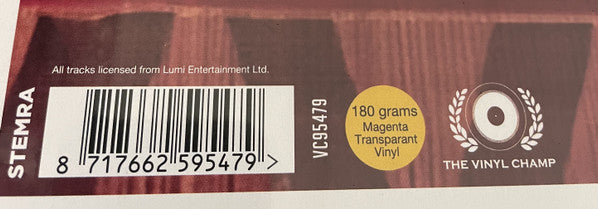 All tracks licensed from Lumi Entertainment Ltd.
STEMRA
8 717662 595479 >
VC95479
180 grams
Magenta
Transparant
Vinyl
THE VINYL CHAMP